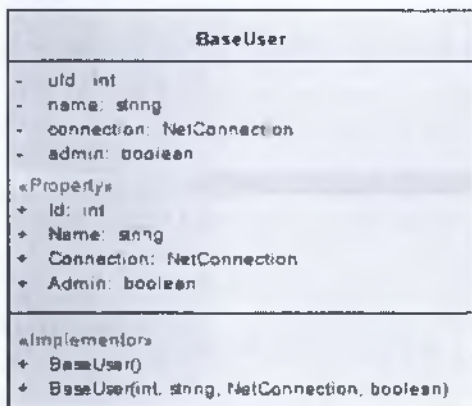 BaseUser
- uId: int
- name: string
- connection: NetConnection
- admin: boolean
«Property»
+ Id: int
+ Name: string
+ Connection: NetConnection
+ Admin: boolean
«Implementor»
+ BaseUser()
+ BaseUser(int, string, NetConnection, boolean)